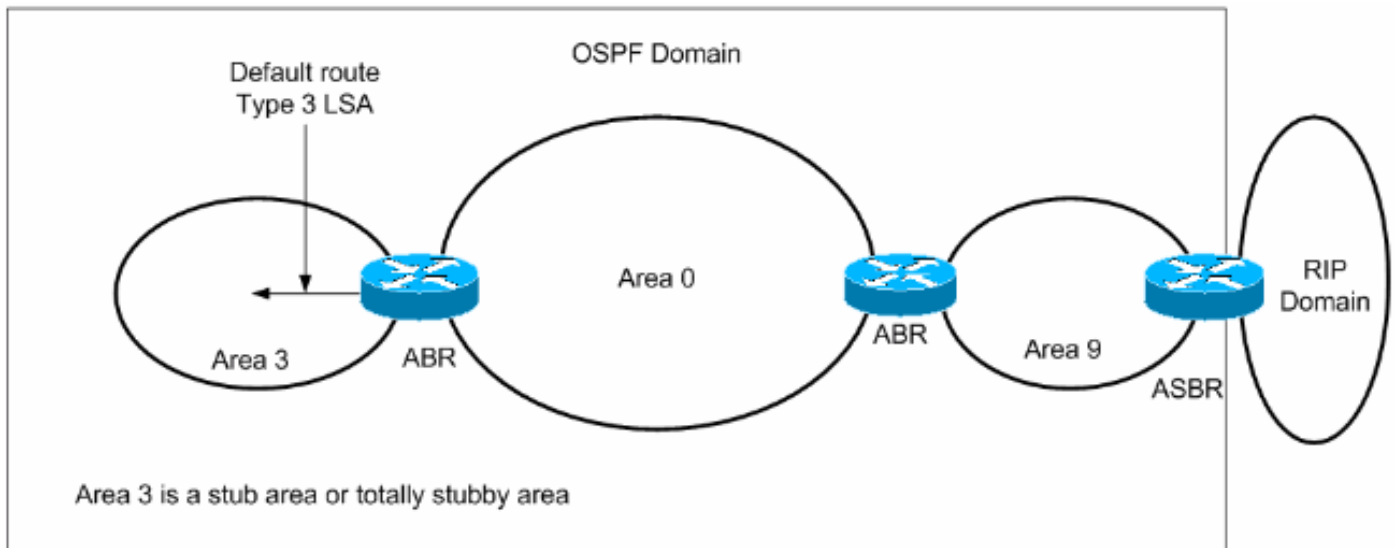 OSPF Domain
Default route
Type 3 LSA
Area 0
RIP
Domain
Area 3
ABR
ABR
Area 9
ASBR
Area 3 is a stub area or totally stubby area